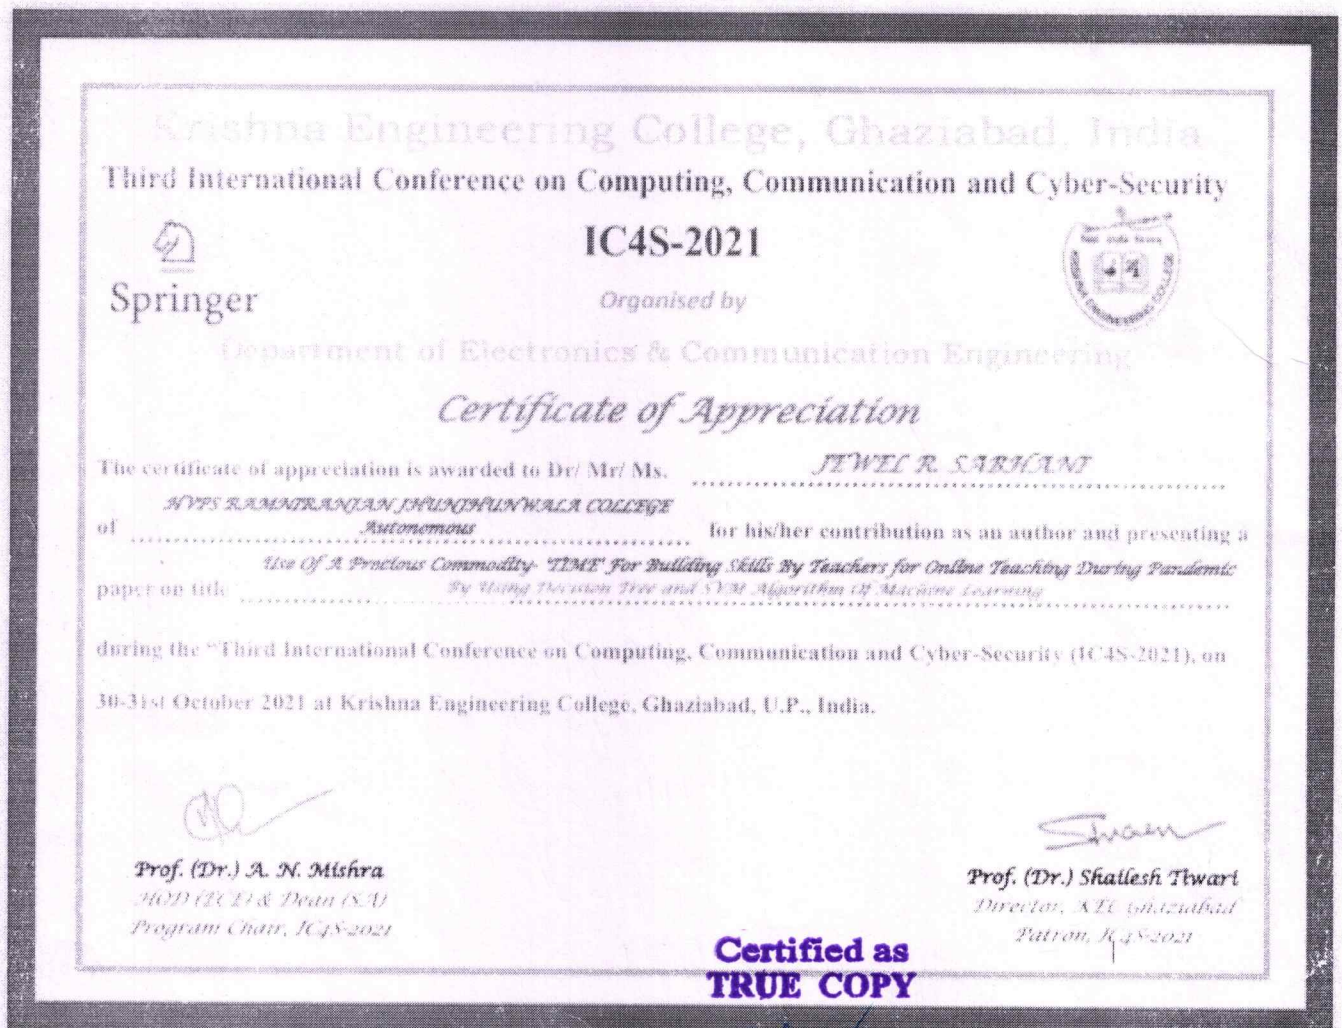 Krishna Engineering College, Ghaziabad, India
Third International Conference on Computing, Communication and Cyber-Security
IC4S-2021
Springer
Organised by
KRISHNA ENGINEERING COLLEGE
Department of Electronics & Communication Engineering
Certificate of Appreciation
The certificate of appreciation is awarded to Dr/ Mr/ Ms. JEWEL R. SABHANI
HVPS RAMNIRANJAN JHUNJHUNWALA COLLEGE
of Autonomous for his/her contribution as an author and presenting a
Use Of A Precious Commodity- 'TIME' For Building Skills By Teachers for Online Teaching During Pandemic
paper on title By Using Decision Tree and SVM Algorithm Of Machine Learning
during the "Third International Conference on Computing, Communication and Cyber-Security (IC4S-2021), on
30-31st October 2021 at Krishna Engineering College, Ghaziabad, U.P., India.
Prof. (Dr.) A. N. Mishra
HOD (ECE) & Dean (SA)
Program Chair, IC4S-2021
Prof. (Dr.) Shailesh Tiwari
Director, KEC Ghaziabad
Patron, IC4S-2021
Certified as
TRUE COPY